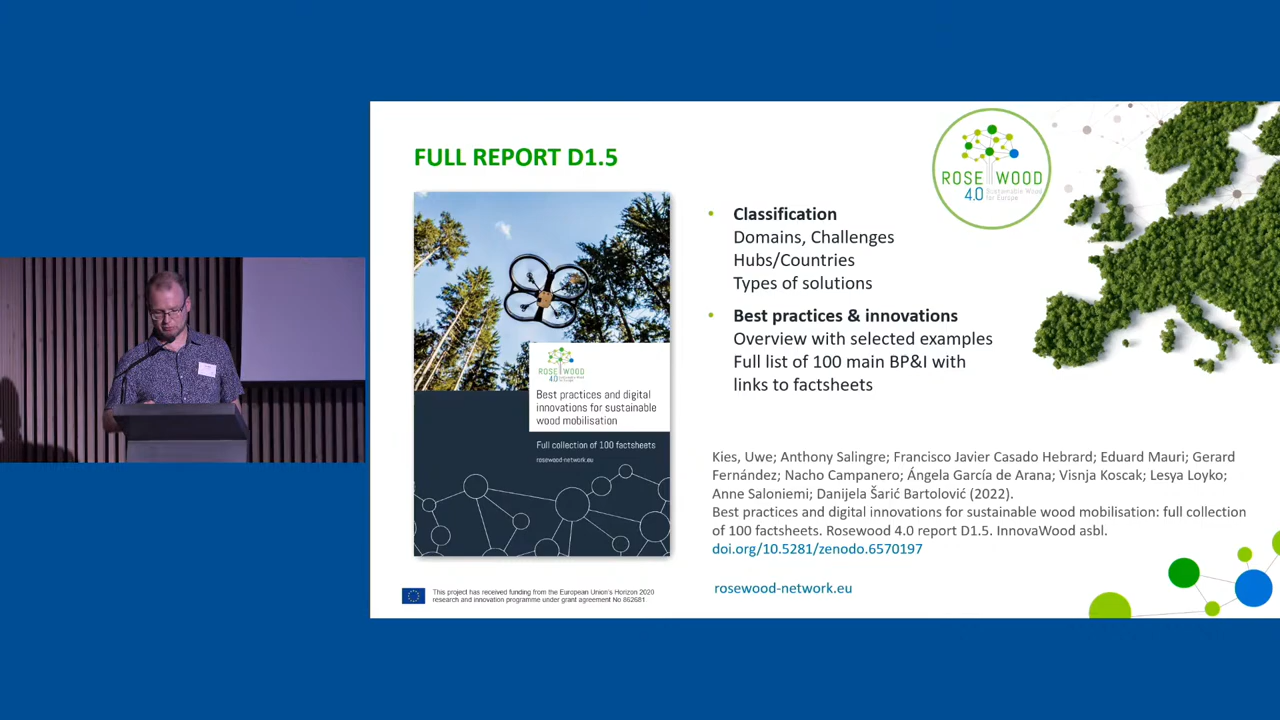 FULL REPORT D1.5
ROSEWOOD
4.0 Sustainable Wood
for Europe
ROSEWOOD
4.0
Best practices and digital
innovations for sustainable
wood mobilisation
Full collection of 100 factsheets
rosewood-network.eu
• Classification
Domains, Challenges
Hubs/Countries
Types of solutions
• Best practices & innovations
Overview with selected examples
Full list of 100 main BP&I with
links to factsheets
Kies, Uwe; Anthony Salingre; Francisco Javier Casado Hebrard; Eduard Mauri; Gerard
Fernández; Nacho Campanero; Ángela García de Arana; Visnja Koscak; Lesya Loyko;
Anne Saloniemi; Danijela Šarić Bartolović (2022).
Best practices and digital innovations for sustainable wood mobilisation: full collection
of 100 factsheets. Rosewood 4.0 report D1.5. InnovaWood asbl.
doi.org/10.5281/zenodo.6570197
rosewood-network.eu
This project has received funding from the European Union's Horizon 2020
research and innovation programme under grant agreement No 862681